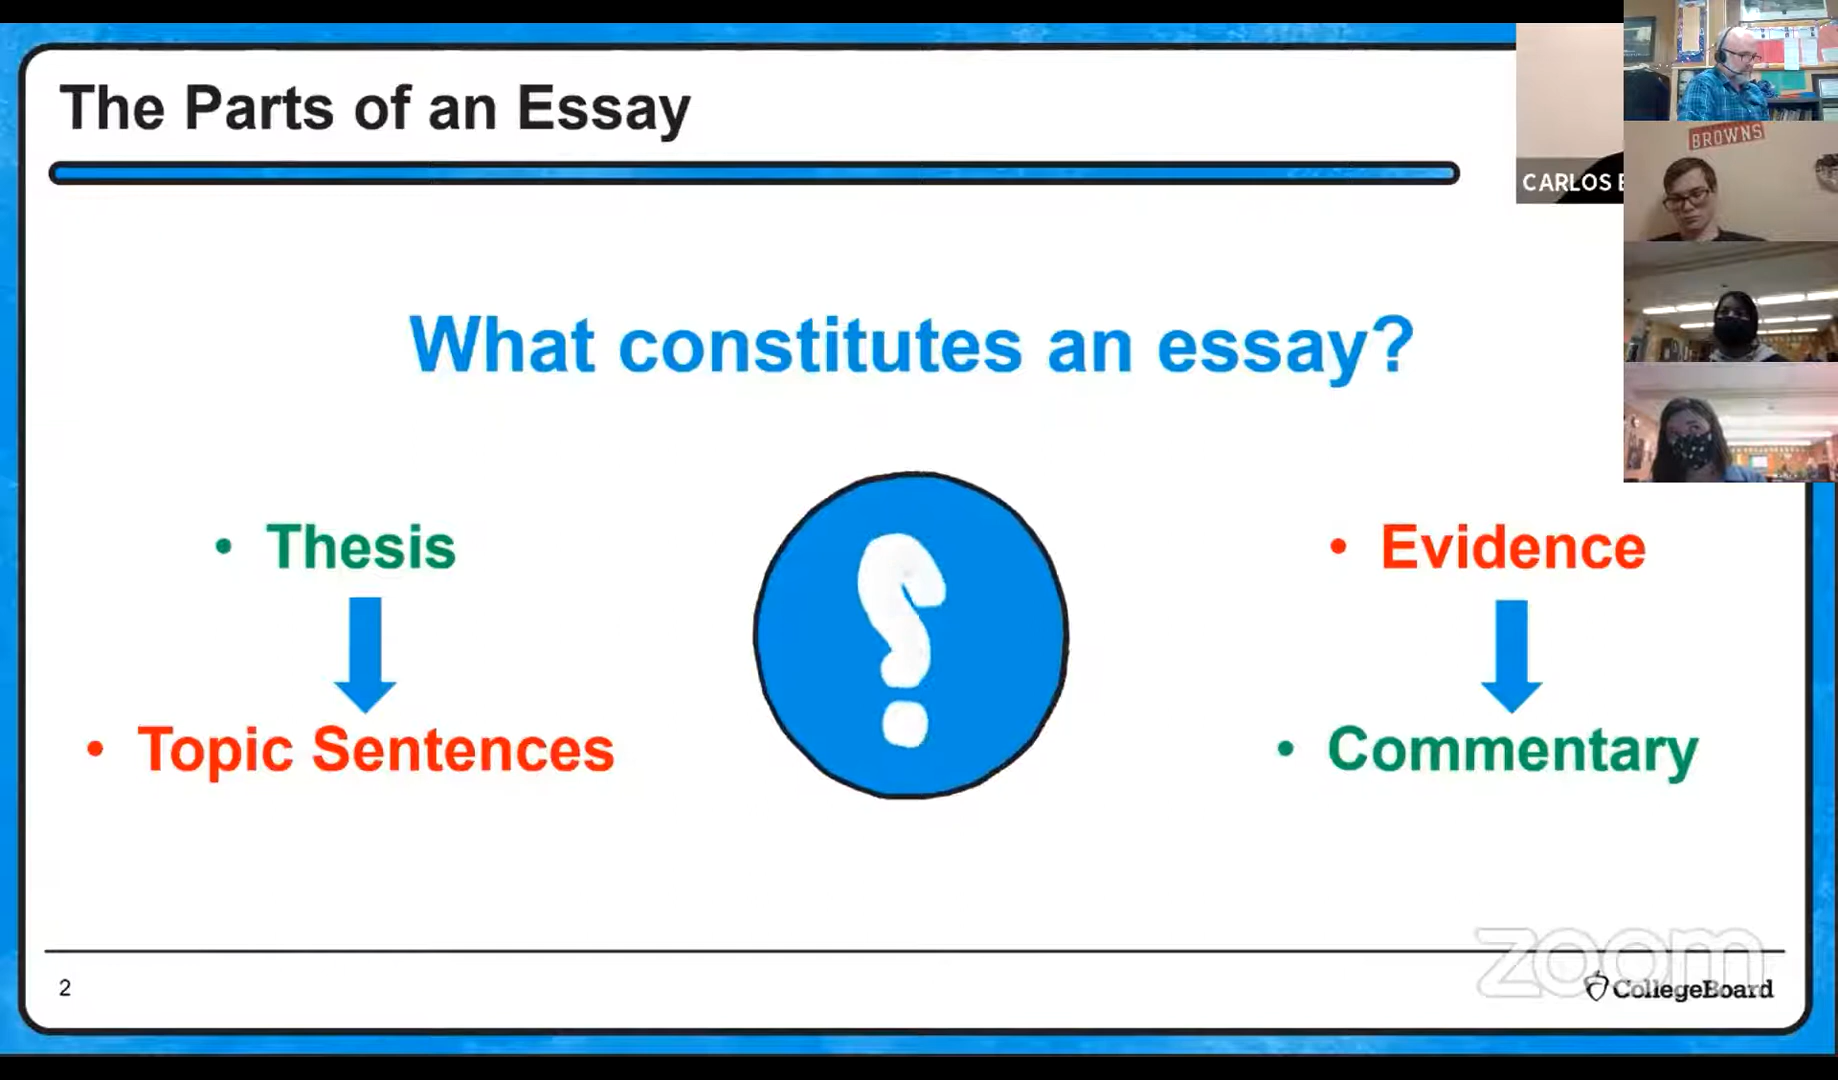 The Parts of an Essay
CARLOS
BROWNS
What constitutes an essay?
• Thesis
• Evidence
• Topic Sentences
• Commentary
zoom
2
CollegeBoard